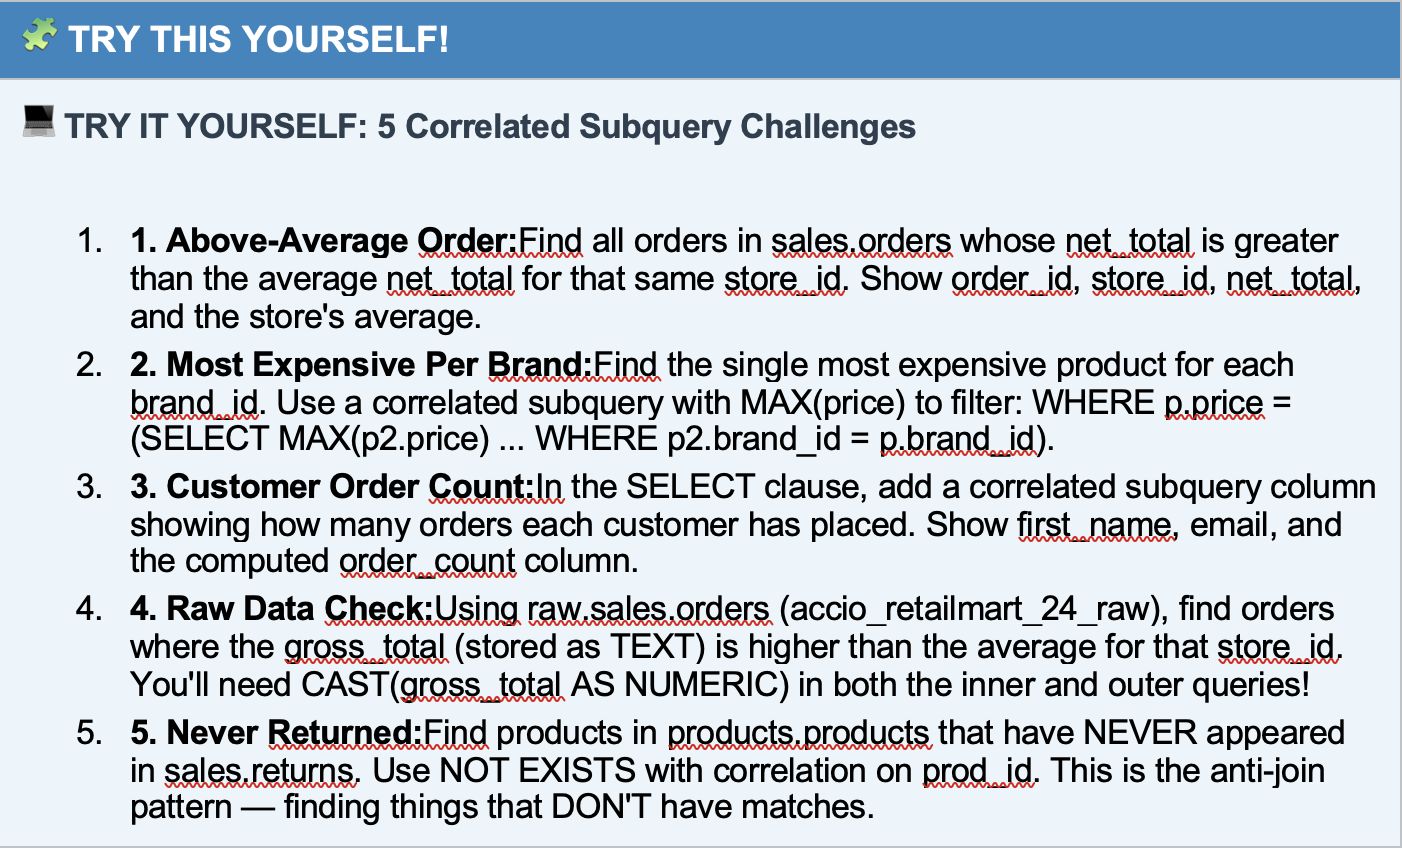 TRY THIS YOURSELF!
TRY IT YOURSELF: 5 Correlated Subquery Challenges
1. 1. Above-Average Order:Find all orders in sales.orders whose net_total is greater
than the average net_total for that same store_id. Show order_id, store_id, net_total,
and the store's average.
2. 2. Most Expensive Per Brand:Find the single most expensive product for each
brand_id. Use a correlated subquery with MAX(price) to filter: WHERE p.price =
(SELECT MAX(p2.price) ... WHERE p2.brand_id = p.brand_id).
3. 3. Customer Order Count:In the SELECT clause, add a correlated subquery column
showing how many orders each customer has placed. Show first_name, email, and
the computed order_count column.
4. 4. Raw Data Check:Using raw.sales.orders (accio_retailmart_24_raw), find orders
where the gross_total (stored as TEXT) is higher than the average for that store_id.
You'll need CAST(gross_total AS NUMERIC) in both the inner and outer queries!
5. 5. Never Returned:Find products in products.products that have NEVER appeared
in sales.returns. Use NOT EXISTS with correlation on prod_id. This is the anti-join
pattern — finding things that DON'T have matches.